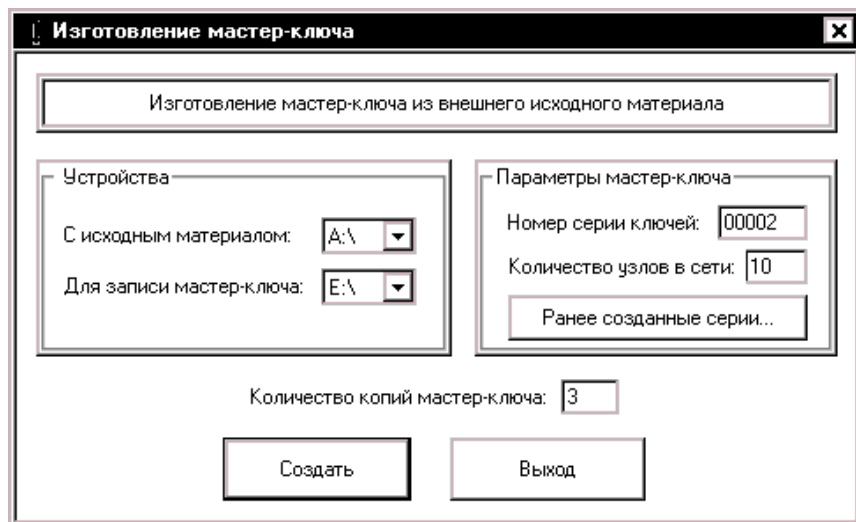 Изготовление мастер-ключа
Изготовление мастер-ключа из внешнего исходного материала
Устройства
С исходным материалом: A:\
Для записи мастер-ключа: E:\
Параметры мастер-ключа
Номер серии ключей: 00002
Количество узлов в сети: 10
Ранее созданные серии...
Количество копий мастер-ключа: 3
Создать
Выход